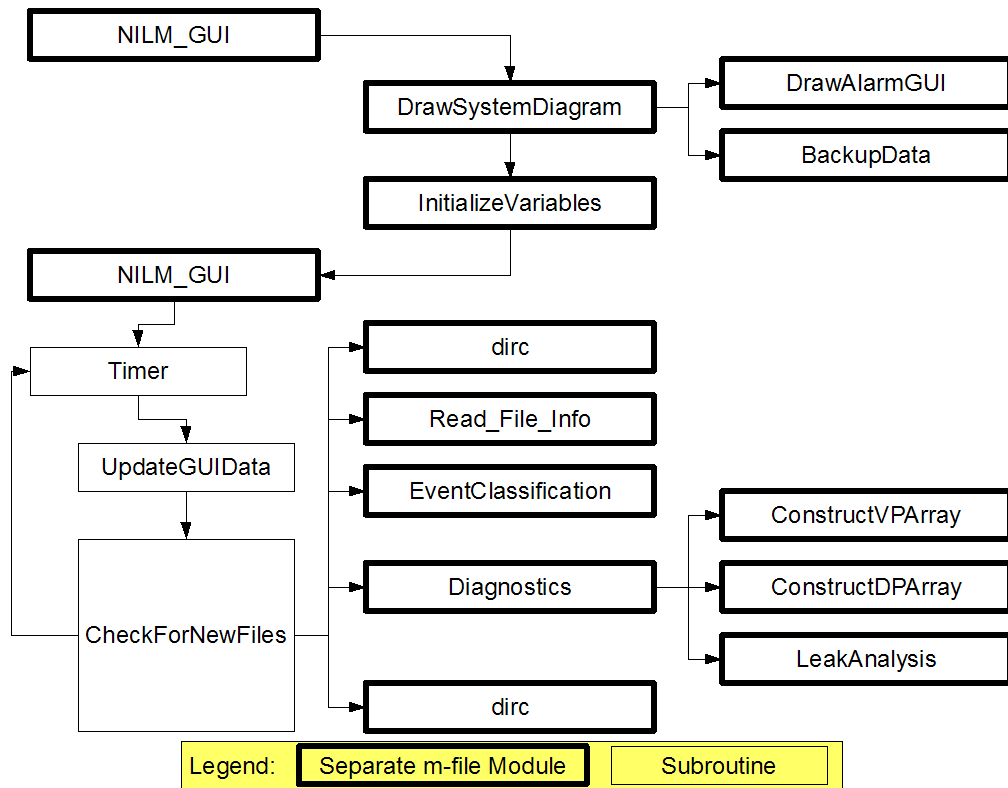 NILM_GUI
DrawSystemDiagram
DrawAlarmGUI
BackupData
InitializeVariables
NILM_GUI
Timer
UpdateGUIData
CheckForNewFiles
dirc
Read_File_Info
EventClassification
Diagnostics
dirc
ConstructVPArray
ConstructDPArray
LeakAnalysis
Legend: Separate m-file Module Subroutine